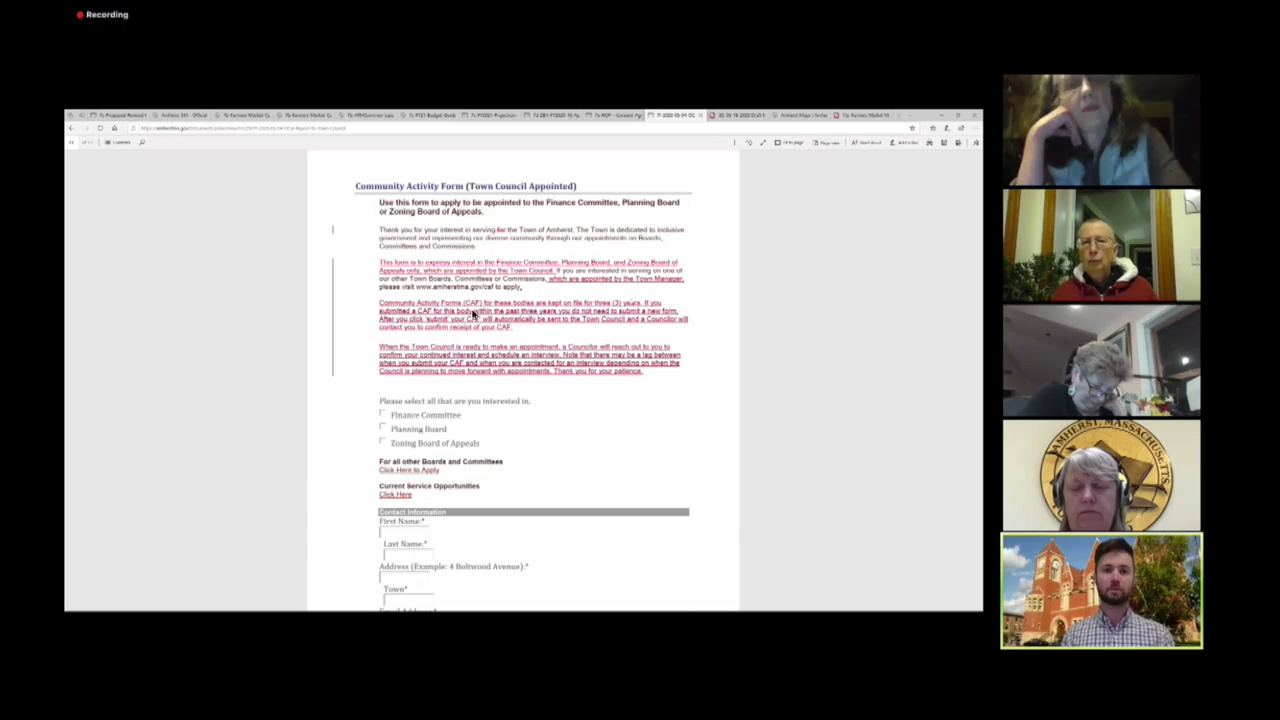 Recording
Community Activity Form (Town Council Appointed)
Use this form to apply to be appointed to the Finance Committee, Planning Board
or Zoning Board of Appeals.
Thank you for your interest in serving for the Town of Amherst. The Town is dedicated to inclusive
government and representing our diverse community through our appointments on Boards,
Committees and Commissions.
This form is to express interest in the Finance Committee, Planning Board, and Zoning Board of
Appeals only, which are appointed by the Town Council. If you are interested in serving on one of
our other Town Boards, Committees or Commissions, which are appointed by the Town Manager,
please visit www.amherstma.gov/caf to apply.
Community Activity Forms (CAF) for these bodies are kept on file for three (3) years. If you
submitted a CAF for this body within the past three years you do not need to submit a new form.
After you click 'submit' your CAF will automatically be sent to the Town Council and a Councilor will
contact you to confirm receipt of your CAF.
When the Town Council is ready to make an appointment, a Councilor will reach out to you to
confirm your continued interest and schedule an interview. Note that there may be a lag between
when you submit your CAF and when you are contacted for an interview depending on when the
Council is planning to move forward with appointments. Thank you for your patience.
Please select all that are you interested in.
Finance Committee
Planning Board
Zoning Board of Appeals
For all other Boards and Committees
Click Here to Apply
Current Service Opportunities
Click Here
Contact Information
First Name:*
Last Name:*
Address (Example: 4 Boltwood Avenue):*
Town*
AMHERST, MASSACHUSETTS